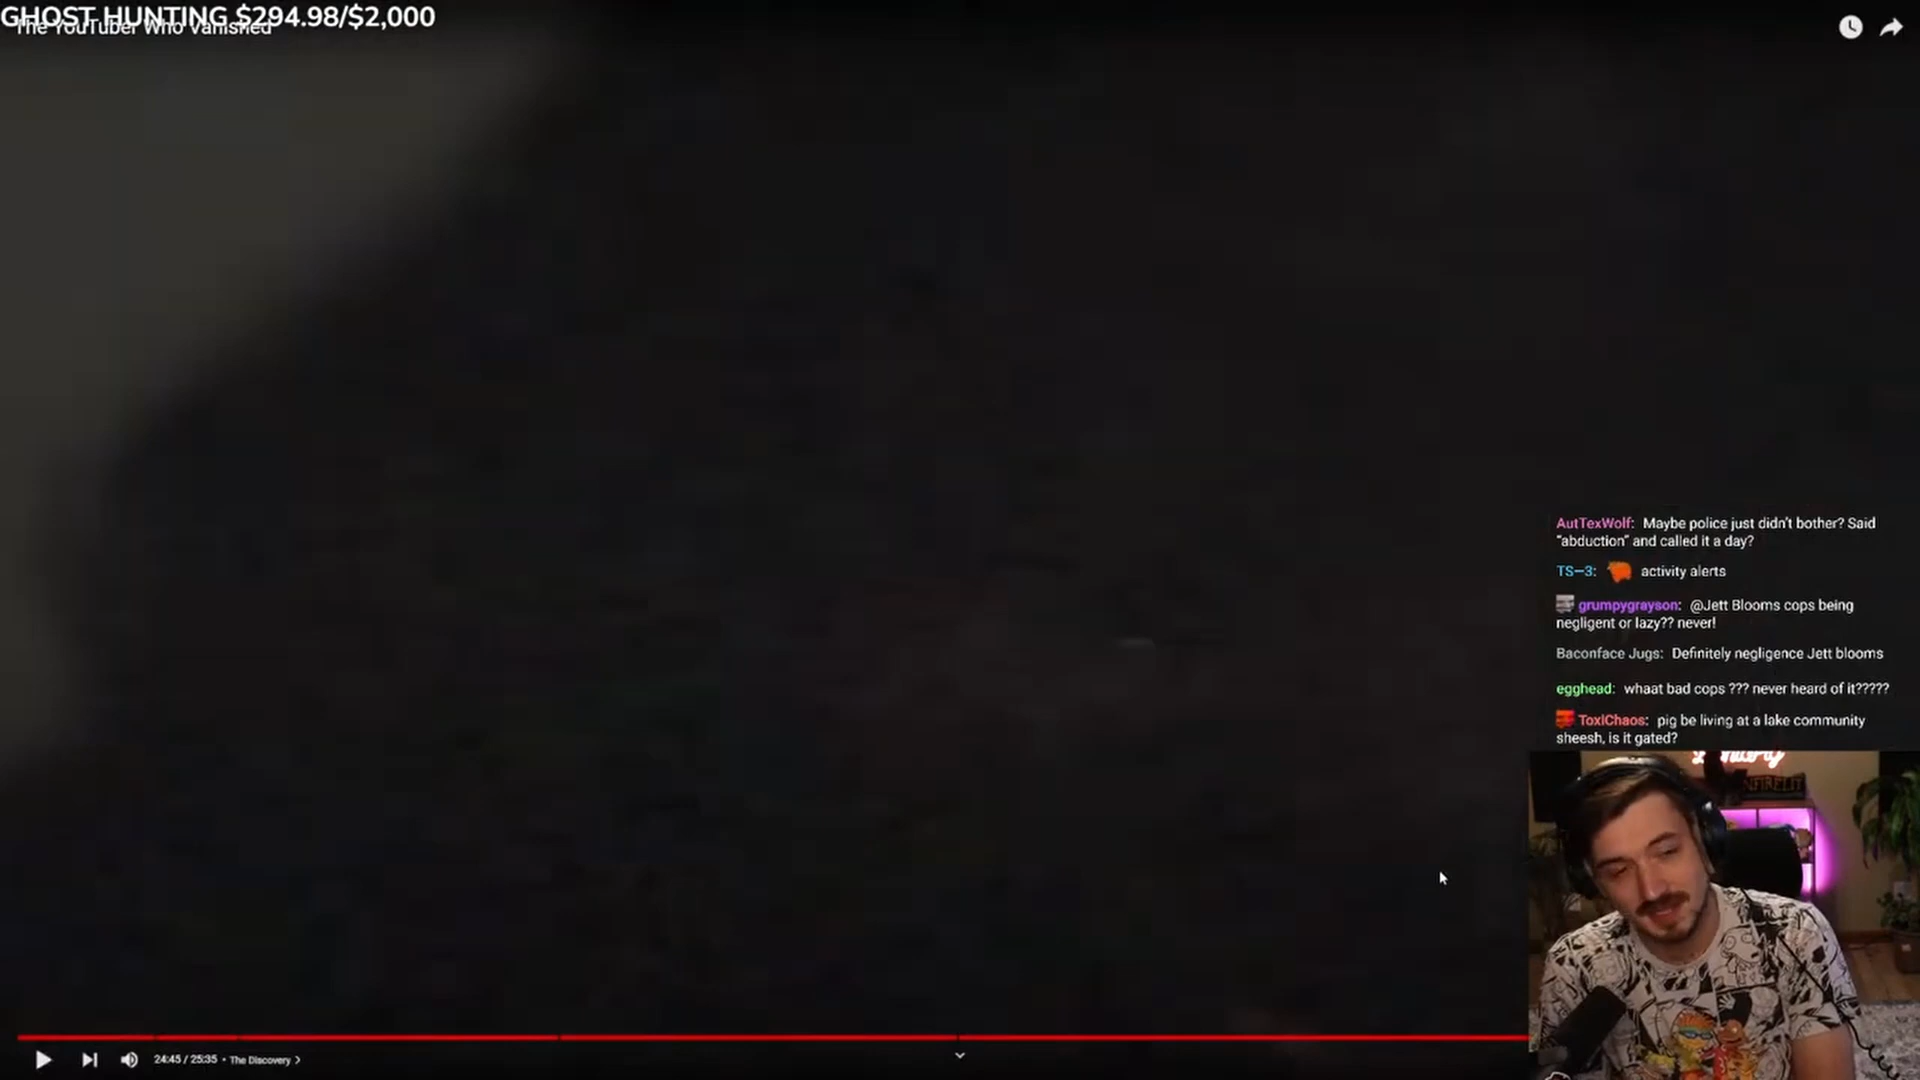 GHOST HUNTING $294.98/$2,000
The YouTuber Who Vanished
AutTexWolf: Maybe police just didn't bother? Said
“abduction” and called it a day?
TS—3: activity alerts
grumpygrayson: @Jett Blooms cops being
negligent or lazy?? never!
Baconface Jugs: Definitely negligence Jett blooms
egghead: whaat bad cops ??? never heard of it?????
ToxiChaos: pig be living at a lake community
sheesh, is it gated?
24:45 / 25:35 • The Discovery >